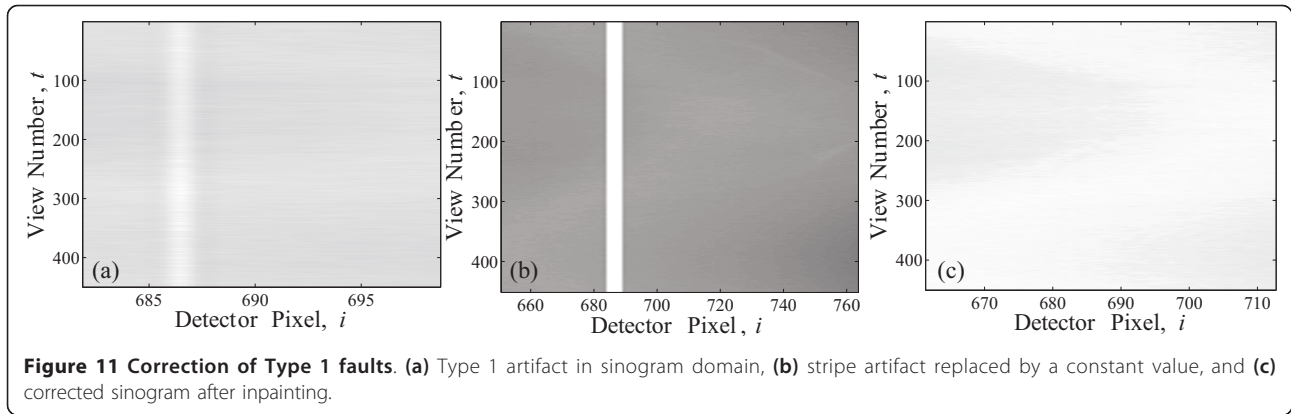 View Number, t
100
200
300
400
(a)
685
690
695
Detector Pixel, i
View Number, t
100
200
300
400
(b)
660
680
700
720
740
760
Detector Pixel, i
View Number, t
100
200
300
400
(c)
670
680
690
700
710
Detector Pixel, i
Figure 11 Correction of Type 1 faults. (a) Type 1 artifact in sinogram domain, (b) stripe artifact replaced by a constant value, and (c)
corrected sinogram after inpainting.